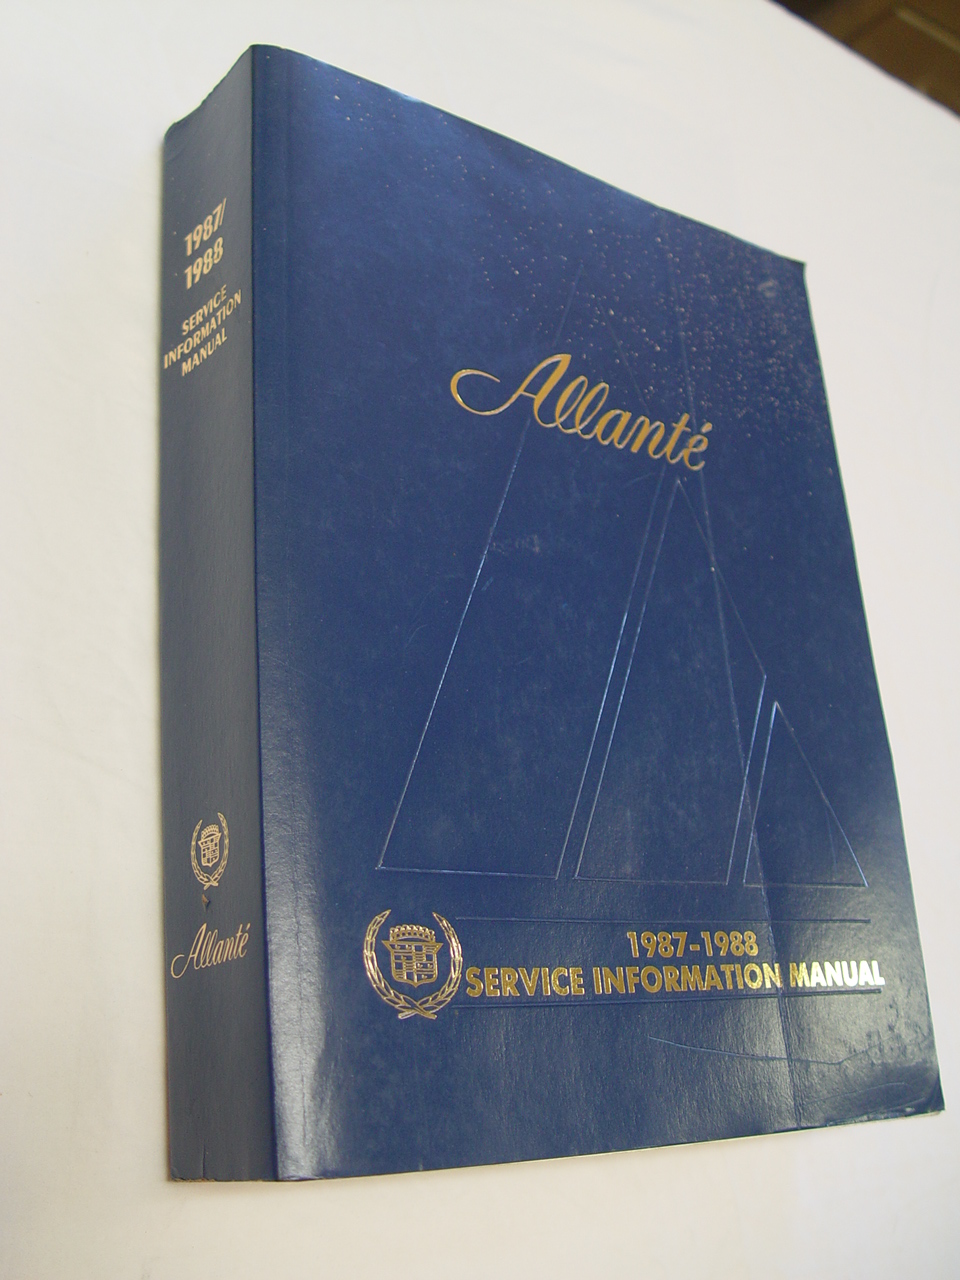 1987/
1988
SERVICE
INFORMATION
MANUAL
Allanté
Allanté
1987-1988
SERVICE INFORMATION MANUAL